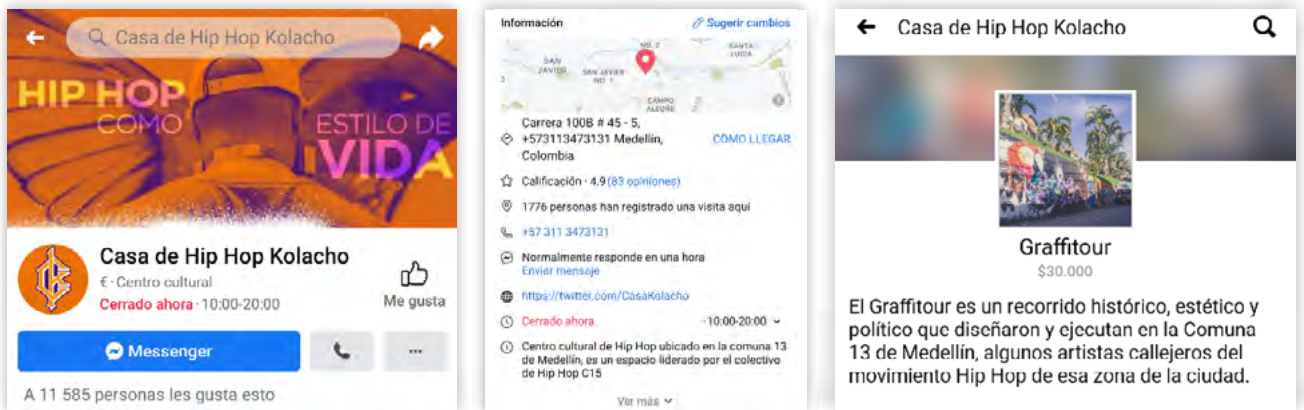 Casa de Hip Hop Kolacho
HIP HOP
COMO
ESTILO DE
VIDA
Casa de Hip Hop Kolacho
€ · Centro cultural
Cerrado ahora · 10:00-20:00
Me gusta
Messenger
A 11 585 personas les gusta esto
Información
Sugerir cambios
SAN
JAVIER
SAN JAVIER
NO. 1
NO. 2
SANTA
LUCIA
CAMPO
ALEGRE
Carrera 100B # 45 - 5,
+573113473131 Medellín,
Colombia
CÓMO LLEGAR
Calificación · 4.9 (83 opiniones)
1776 personas han registrado una visita aquí
+57 311 3473131
Normalmente responde en una hora
Enviar mensaje
https://twitter.com/CasaKolacho
Cerrado ahora
10:00-20:00
Centro cultural de Hip Hop ubicado en la comuna 13
de Medellín, es un espacio liderado por el colectivo
de Hip Hop C15
Ver más
Casa de Hip Hop Kolacho
Graffitour
$30.000
El Graffitour es un recorrido histórico, estético y
político que diseñaron y ejecutan en la Comuna
13 de Medellín, algunos artistas callejeros del
movimiento Hip Hop de esa zona de la ciudad.